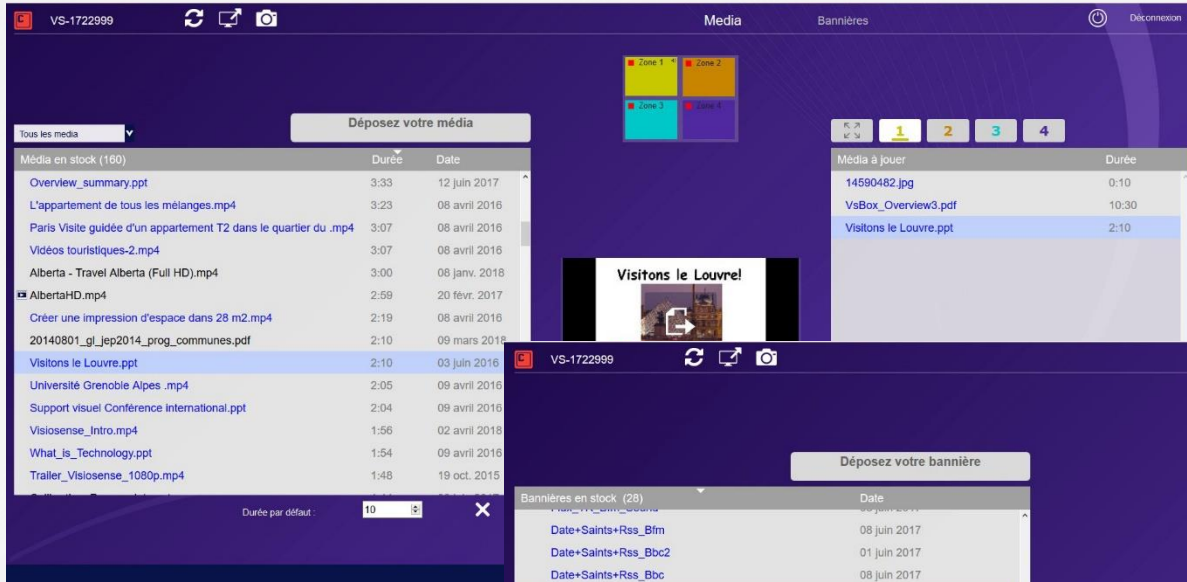 C VS-1722999 Media Bannières Déconnexion
Zone 1 Zone 2
Zone 3 Zone 4
Tous les media Déposez votre média
1 2 3 4
Média en stock (160) Durée Date
Overview_summary.ppt 3:33 12 juin 2017
L'appartement de tous les mélanges.mp4 3:23 08 avril 2016
Paris Visite guidée d'un appartement T2 dans le quartier du .mp4 3:07 08 avril 2016
Vidéos touristiques-2.mp4 3:07 08 avril 2016
Alberta - Travel Alberta (Full HD).mp4 3:00 08 janv. 2018
AlbertaHD.mp4 2:59 20 févr. 2017
Créer une impression d'espace dans 28 m2.mp4 2:19 08 avril 2016
20140801_gl_jep2014_prog_communes.pdf 2:10 09 mars 2018
Visitons le Louvre.ppt 2:10 03 juin 2016
Université Grenoble Alpes .mp4 2:05 09 avril 2016
Support visuel Conférence international.ppt 2:04 09 avril 2016
Visiosense_Intro.mp4 1:56 02 avril 2018
What_is_Technology.ppt 1:54 09 avril 2016
Trailer_Visiosense_1080p.mp4 1:48 19 oct. 2015
Durée par défaut : 10
Média à jouer Durée
14590482.jpg 0:10
VsBox_Overview3.pdf 10:30
Visitons le Louvre.ppt 2:10
Visitons le Louvre!
C VS-1722999
Déposez votre bannière
Bannières en stock (28) Date
Date+Saints+Rss_Bfm 08 juin 2017
Date+Saints+Rss_Bbc2 01 juin 2017
Date+Saints+Rss_Bbc 08 juin 2017